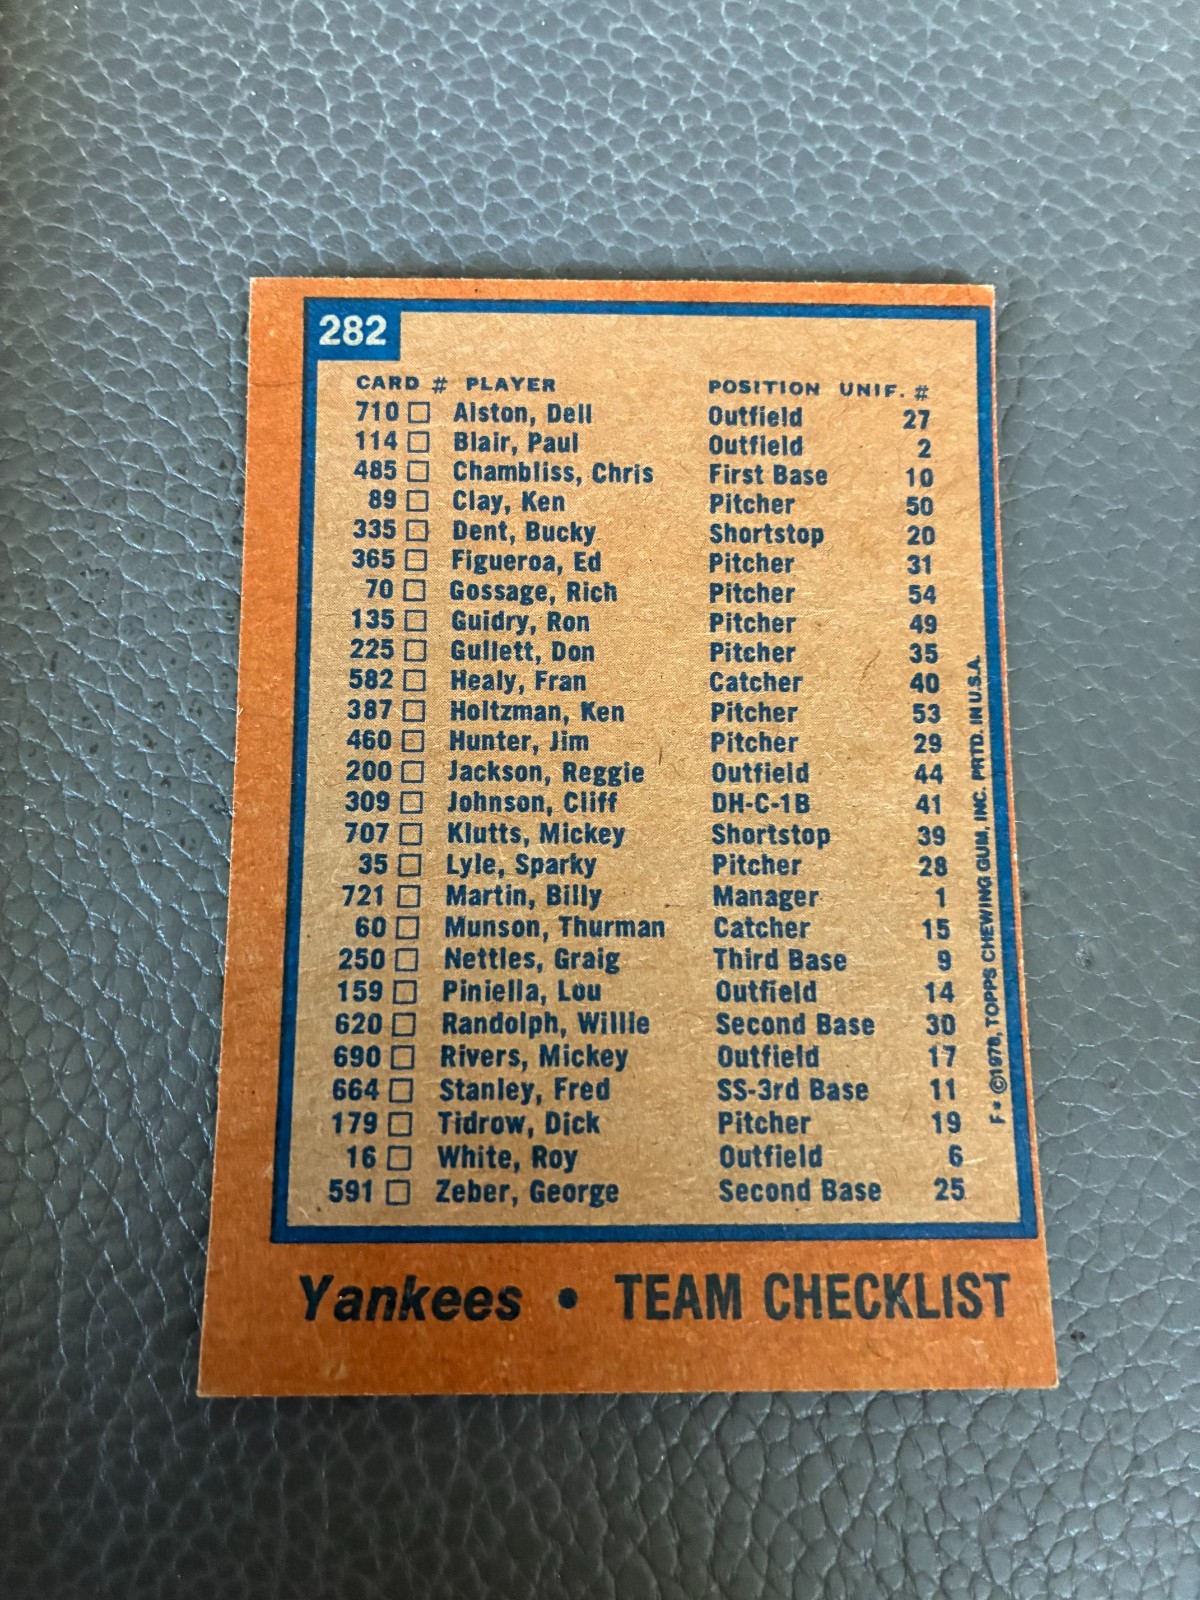 282
CARD # PLAYER POSITION UNIF. #
710 □ Alston, Dell Outfield 27
114 □ Blair, Paul Outfield 2
485 □ Chambliss, Chris First Base 10
89 □ Clay, Ken Pitcher 50
335 □ Dent, Bucky Shortstop 20
365 □ Figueroa, Ed Pitcher 31
70 □ Gossage, Rich Pitcher 54
135 □ Guidry, Ron Pitcher 49
225 □ Gullett, Don Pitcher 35
582 □ Healy, Fran Catcher 40
387 □ Holtzman, Ken Pitcher 53
460 □ Hunter, Jim Pitcher 29
200 □ Jackson, Reggie Outfield 44
309 □ Johnson, Cliff DH-C-1B 41
707 □ Klutts, Mickey Shortstop 39
35 □ Lyle, Sparky Pitcher 28
721 □ Martin, Billy Manager 1
60 □ Munson, Thurman Catcher 15
250 □ Nettles, Graig Third Base 9
159 □ Piniella, Lou Outfield 14
620 □ Randolph, Willie Second Base 30
690 □ Rivers, Mickey Outfield 17
664 □ Stanley, Fred SS-3rd Base 11
179 □ Tidrow, Dick Pitcher 19
16 □ White, Roy Outfield 6
591 □ Zeber, George Second Base 25
F* ©1978, TOPPS CHEWING GUM, INC. PRTD. IN U.S.A.
Yankees • TEAM CHECKLIST